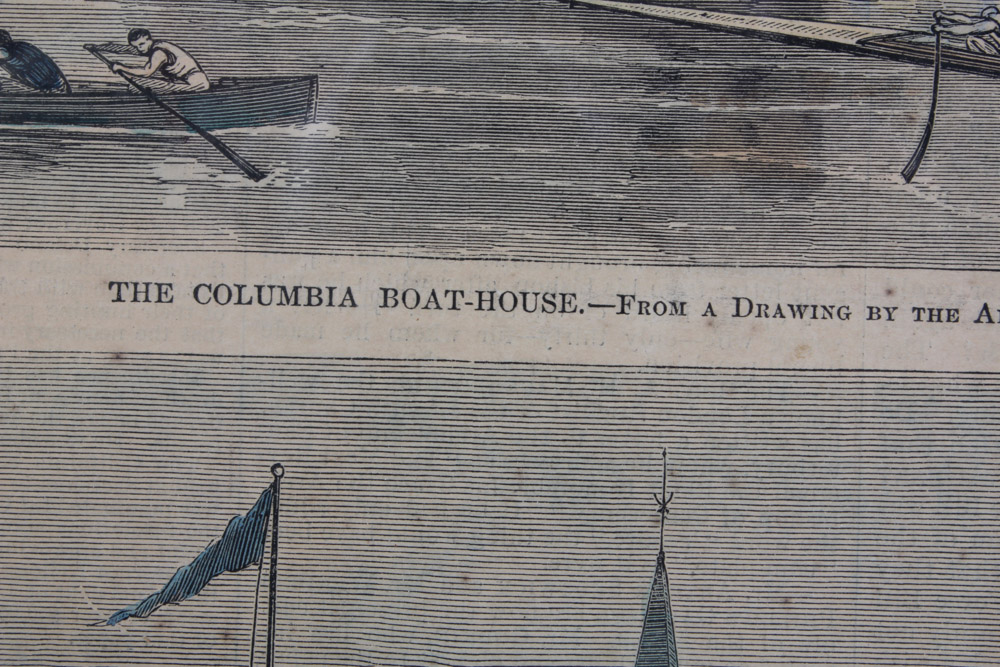 THE COLUMBIA BOAT-HOUSE.—From a Drawing by the